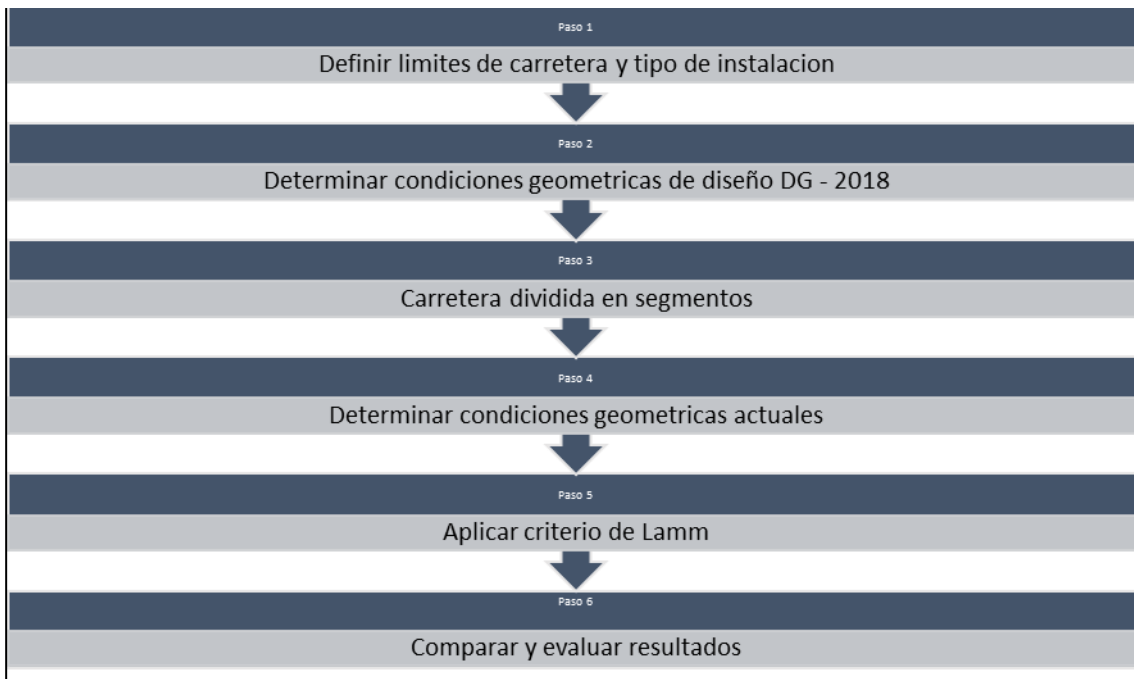 Paso 1
Definir limites de carretera y tipo de instalacion
Paso 2
Determinar condiciones geometricas de diseño DG - 2018
Paso 3
Carretera dividida en segmentos
Paso 4
Determinar condiciones geometricas actuales
Paso 5
Aplicar criterio de Lamm
Paso 6
Comparar y evaluar resultados